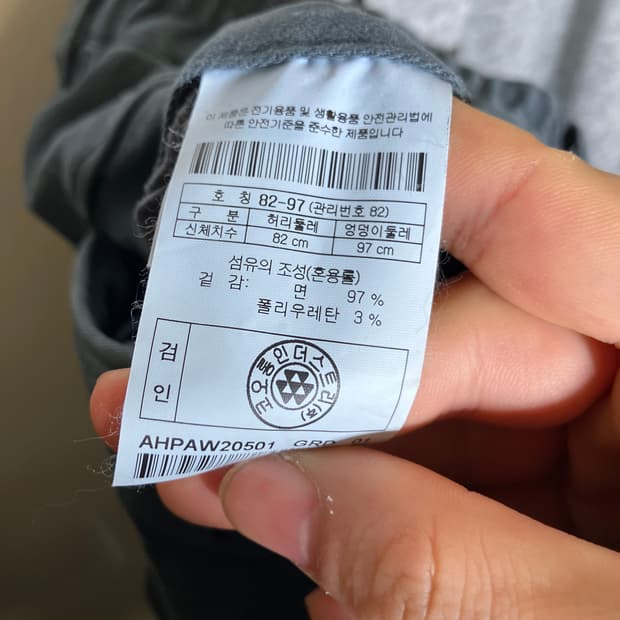 이 제품은 전기용품 및 생활용품 안전관리법에
따른 안전기준을 준수한 제품입니다
호 칭 82-97 (관리번호 82)
구 분 허리둘레 엉덩이둘레
신체치수 82 cm 97 cm
섬유의 조성(혼용률)
겉 감: 면 97 %
폴리우레탄 3 %
검인
코오롱인더스트리(주)
AHPAW20501 GRD